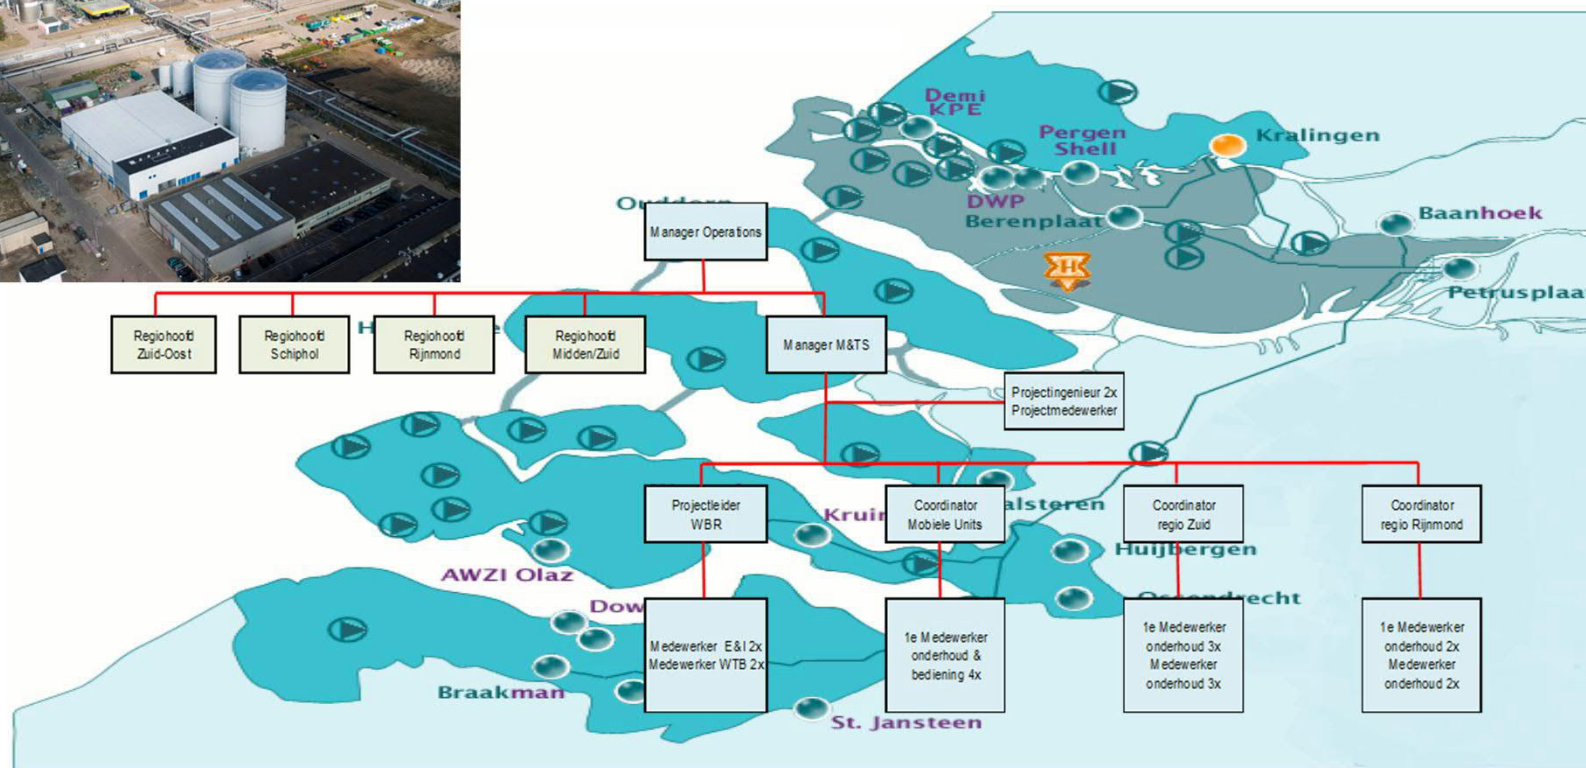 Demi
KPE
Pergen
Shell
Kralingen
DWP
Berenplaat
Baanhoek
Manager Operations
Regiohoofd
Zuid-Oost
Regiohoofd
Schiphol
Regiohoofd
Rijnmond
Regiohoofd
Midden/Zuid
Manager M&TS
Projectingenieur 2x
Projectmedewerker
Projectleider
WBR
Coordinator
Mobiele Units
Coordinator
regio Zuid
Coordinator
regio Rijnmond
Huijbergen
AWZI Olaz
Medewerker E&I 2x
Medewerker WTB 2x
1e Medewerker
onderhoud &
bediening 4x
1e Medewerker
onderhoud 3x
Medewerker
onderhoud 3x
1e Medewerker
onderhoud 2x
Medewerker
onderhoud 2x
Braakman
St. Jansteen
H